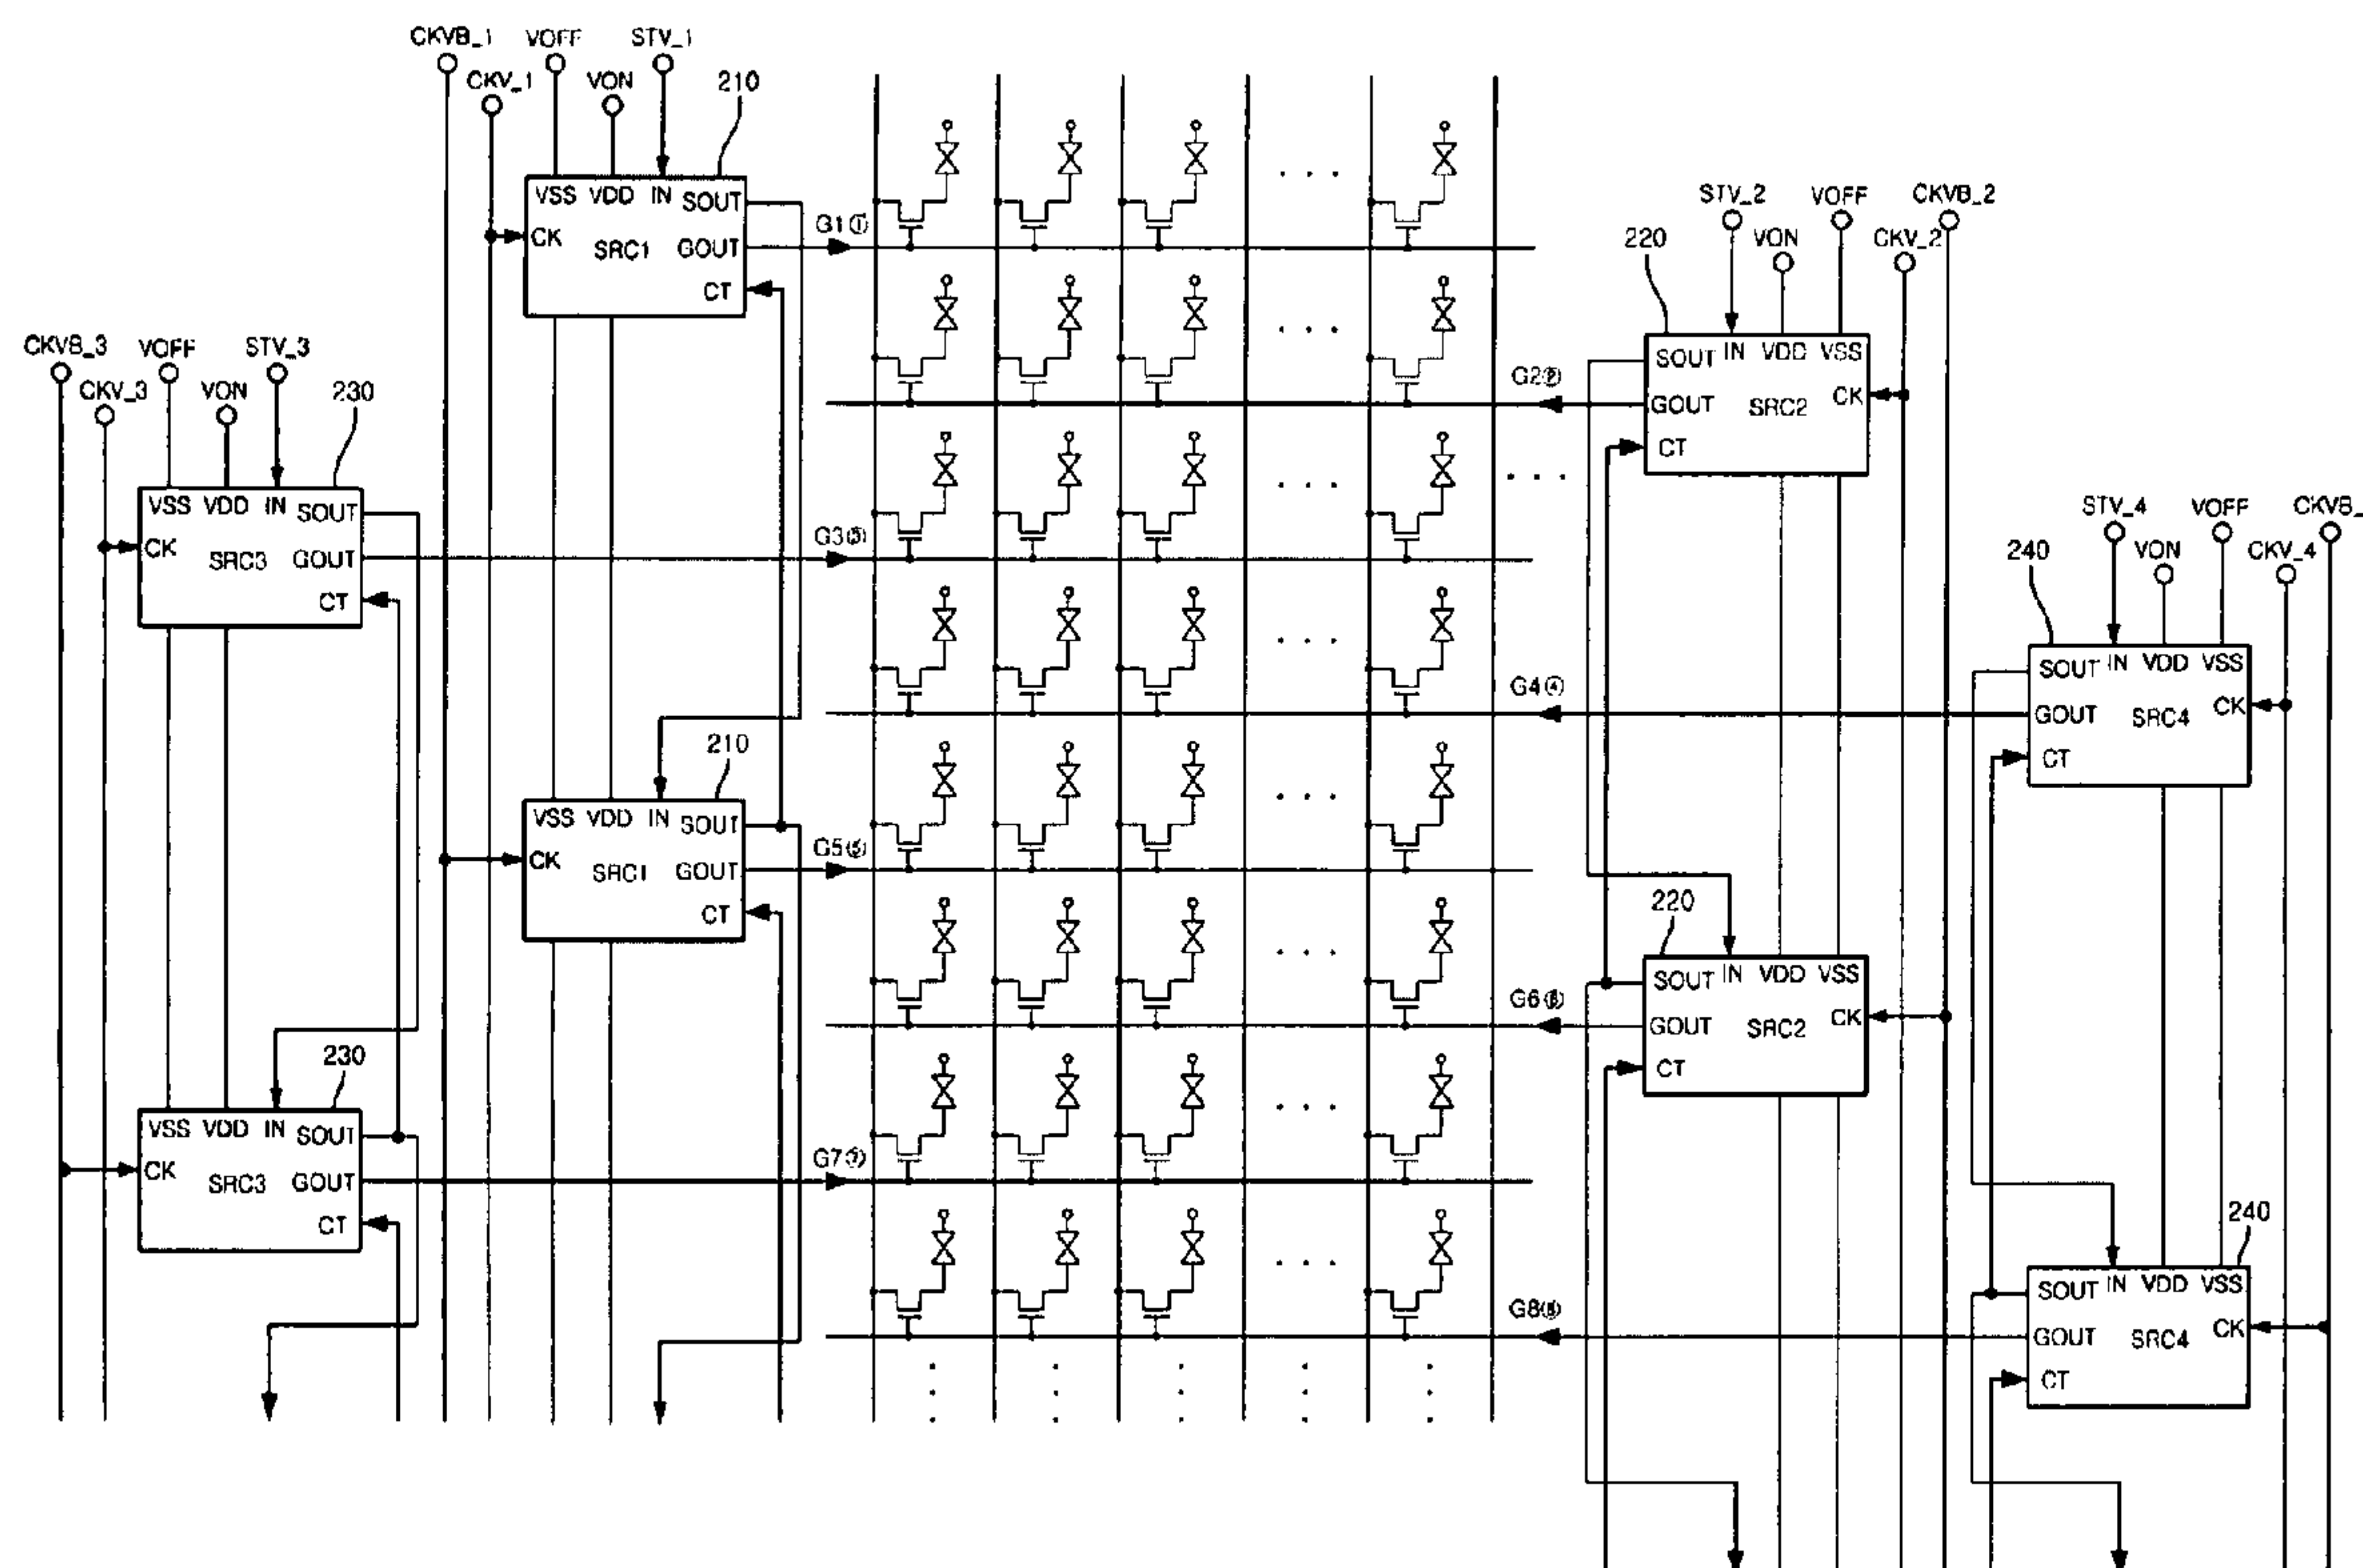 CKVB_1 VOFF STV_1
CKV_1 VON 210
VSS VDD IN SOUT
CK SRC1 GOUT
CT
G1①
STV_2 VOFF CKVB_2
220 VON CKV_2
SOUT IN VDD VSS
GOUT SRC2 CK
CT
G2②
CKVB_3 VOFF STV_3
CKV_3 VON 230
VSS VDD IN SOUT
CK SRC3 GOUT
CT
G3③
STV_4 VOFF CKVB_
240 VON CKV_4
SOUT IN VDD VSS
GOUT SRC4 CK
CT
G4④
210
VSS VDD IN SOUT
CK SRC1 GOUT
CT
G5⑤
220
SOUT IN VDD VSS
GOUT SRC2 CK
CT
G6⑥
230
VSS VDD IN SOUT
CK SRC3 GOUT
CT
G7⑦
240
SOUT IN VDD VSS
GOUT SRC4 CK
CT
G8⑧